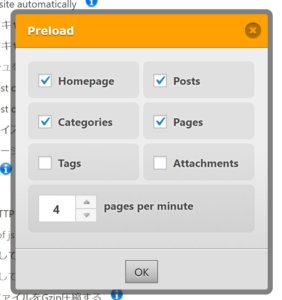 site automatically
Preload
Homepage
Posts
Categories
Pages
Tags
Attachments
4
pages per minute
OK
ファイルをGzip圧縮する